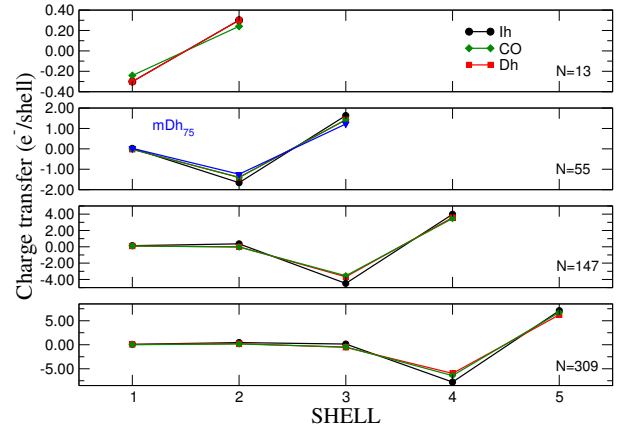 Charge transfer (e⁻/shell)
0.40
0.20
0.00
-0.20
-0.40
Ih
CO
Dh
N=13
2.00
1.00
0.00
-1.00
-2.00
mDh75
N=55
4.00
2.00
0.00
-2.00
-4.00
N=147
5.00
0.00
-5.00
N=309
1 2 3 4 5
SHELL